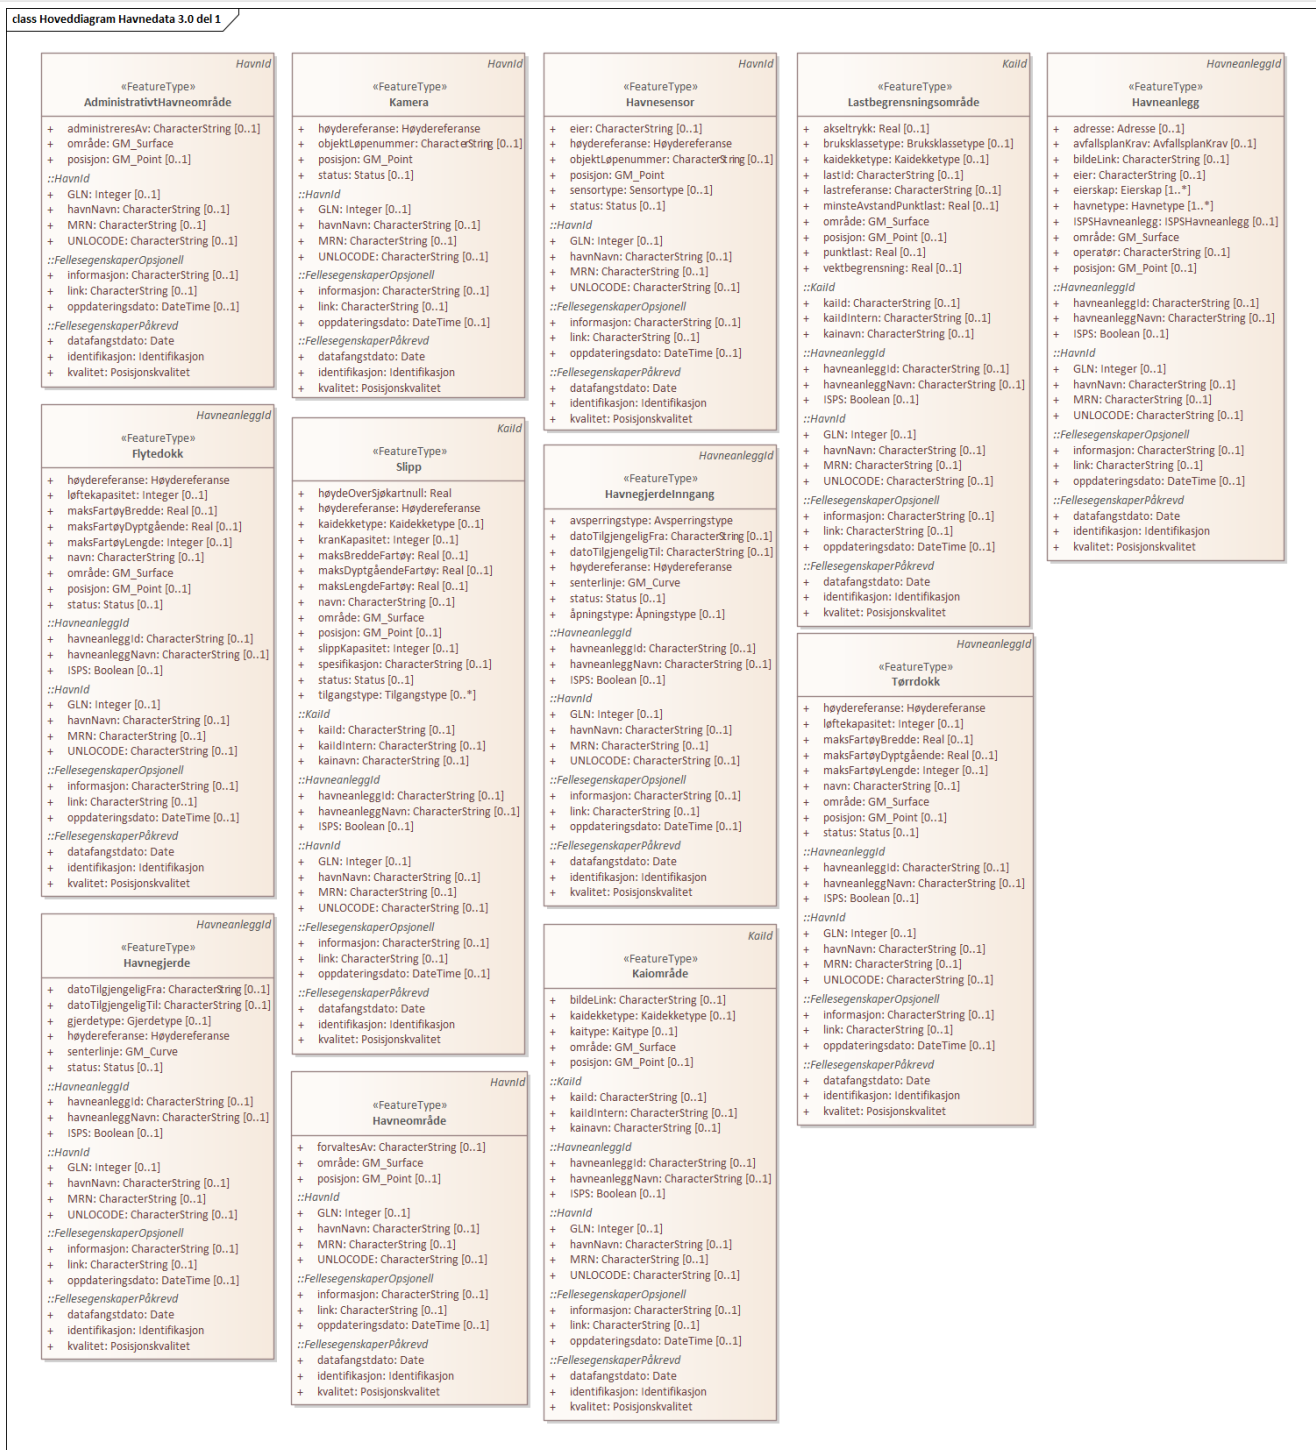 class Hoveddiagram Havnedata 3.0 del 1
HavnId
«FeatureType»
AdministrativtHavneområde
+ administreresAv: CharacterString [0..1]
+ område: GM_Surface
+ posisjon: GM_Point [0..1]
::HavnId
+ GLN: Integer [0..1]
+ havnNavn: CharacterString [0..1]
+ MRN: CharacterString [0..1]
+ UNLOCODE: CharacterString [0..1]
::FellesegenskaperOpsjonell
+ informasjon: CharacterString [0..1]
+ link: CharacterString [0..1]
+ oppdateringsdato: DateTime [0..1]
::FellesegenskaperPåkrevd
+ datafangstdato: Date
+ identifikasjon: Identifikasjon
+ kvalitet: Posisjonskvalitet
HavnId
«FeatureType»
Kamera
+ høydereferanse: Høydereferanse
+ objektLøpenummer: CharacterString [0..1]
+ posisjon: GM_Point
+ status: Status [0..1]
::HavnId
+ GLN: Integer [0..1]
+ havnNavn: CharacterString [0..1]
+ MRN: CharacterString [0..1]
+ UNLOCODE: CharacterString [0..1]
::FellesegenskaperOpsjonell
+ informasjon: CharacterString [0..1]
+ link: CharacterString [0..1]
+ oppdateringsdato: DateTime [0..1]
::FellesegenskaperPåkrevd
+ datafangstdato: Date
+ identifikasjon: Identifikasjon
+ kvalitet: Posisjonskvalitet
HavnId
«FeatureType»
Havnesensor
+ eier: CharacterString [0..1]
+ høydereferanse: Høydereferanse
+ objektLøpenummer: CharacterString [0..1]
+ posisjon: GM_Point
+ sensortype: Sensortype [0..1]
+ status: Status [0..1]
::HavnId
+ GLN: Integer [0..1]
+ havnNavn: CharacterString [0..1]
+ MRN: CharacterString [0..1]
+ UNLOCODE: CharacterString [0..1]
::FellesegenskaperOpsjonell
+ informasjon: CharacterString [0..1]
+ link: CharacterString [0..1]
+ oppdateringsdato: DateTime [0..1]
::FellesegenskaperPåkrevd
+ datafangstdato: Date
+ identifikasjon: Identifikasjon
+ kvalitet: Posisjonskvalitet
KaiId
«FeatureType»
Lastbegrensningsområde
+ akseltrykk: Real [0..1]
+ bruksklassetype: Bruksklassetype [0..1]
+ kaidekketype: Kaidekketype [0..1]
+ lastId: CharacterString [0..1]
+ lastreferanse: CharacterString [0..1]
+ minsteAvstandPunktlast: Real [0..1]
+ område: GM_Surface
+ posisjon: GM_Point [0..1]
+ punktlast: Real [0..1]
+ vektbegrensning: Real [0..1]
::KaiId
+ kaiId: CharacterString [0..1]
+ kaiIdIntern: CharacterString [0..1]
+ kainavn: CharacterString [0..1]
::HavneanleggId
+ havneanleggId: CharacterString [0..1]
+ havneanleggNavn: CharacterString [0..1]
+ ISPS: Boolean [0..1]
::HavnId
+ GLN: Integer [0..1]
+ havnNavn: CharacterString [0..1]
+ MRN: CharacterString [0..1]
+ UNLOCODE: CharacterString [0..1]
::FellesegenskaperOpsjonell
+ informasjon: CharacterString [0..1]
+ link: CharacterString [0..1]
+ oppdateringsdato: DateTime [0..1]
::FellesegenskaperPåkrevd
+ datafangstdato: Date
+ identifikasjon: Identifikasjon
+ kvalitet: Posisjonskvalitet
HavneanleggId
«FeatureType»
Havneanlegg
+ adresse: Adresse [0..1]
+ avfallsplanKrav: AvfallsplanKrav [0..1]
+ bildeLink: CharacterString [0..1]
+ eier: CharacterString [0..1]
+ eierskap: Eierskap [1..*]
+ havnetype: Havnetype [1..*]
+ ISPSHavneanlegg: ISPSHavneanlegg [0..1]
+ område: GM_Surface
+ operatør: CharacterString [0..1]
+ posisjon: GM_Point [0..1]
::HavneanleggId
+ havneanleggId: CharacterString [0..1]
+ havneanleggNavn: CharacterString [0..1]
+ ISPS: Boolean [0..1]
::HavnId
+ GLN: Integer [0..1]
+ havnNavn: CharacterString [0..1]
+ MRN: CharacterString [0..1]
+ UNLOCODE: CharacterString [0..1]
::FellesegenskaperOpsjonell
+ informasjon: CharacterString [0..1]
+ link: CharacterString [0..1]
+ oppdateringsdato: DateTime [0..1]
::FellesegenskaperPåkrevd
+ datafangstdato: Date
+ identifikasjon: Identifikasjon
+ kvalitet: Posisjonskvalitet
HavneanleggId
«FeatureType»
Flytedokk
+ høydereferanse: Høydereferanse
+ løftekapasitet: Integer [0..1]
+ maksFartøyBredde: Real [0..1]
+ maksFartøyDyptgående: Real [0..1]
+ maksFartøyLengde: Integer [0..1]
+ navn: CharacterString [0..1]
+ område: GM_Surface
+ posisjon: GM_Point [0..1]
+ status: Status [0..1]
::HavneanleggId
+ havneanleggId: CharacterString [0..1]
+ havneanleggNavn: CharacterString [0..1]
+ ISPS: Boolean [0..1]
::HavnId
+ GLN: Integer [0..1]
+ havnNavn: CharacterString [0..1]
+ MRN: CharacterString [0..1]
+ UNLOCODE: CharacterString [0..1]
::FellesegenskaperOpsjonell
+ informasjon: CharacterString [0..1]
+ link: CharacterString [0..1]
+ oppdateringsdato: DateTime [0..1]
::FellesegenskaperPåkrevd
+ datafangstdato: Date
+ identifikasjon: Identifikasjon
+ kvalitet: Posisjonskvalitet
KaiId
«FeatureType»
Slipp
+ høydeOverSjøkartnull: Real
+ høydereferanse: Høydereferanse
+ kaidekketype: Kaidekketype [0..1]
+ kranKapasitet: Integer [0..1]
+ maksBreddeFartøy: Real [0..1]
+ maksDyptgåendeFartøy: Real [0..1]
+ maksLengdeFartøy: Real [0..1]
+ navn: CharacterString [0..1]
+ område: GM_Surface
+ posisjon: GM_Point [0..1]
+ slippKapasitet: Integer [0..1]
+ spesifikasjon: CharacterString [0..1]
+ status: Status [0..1]
+ tilgangstype: Tilgangstype [0..*]
::KaiId
+ kaiId: CharacterString [0..1]
+ kaiIdIntern: CharacterString [0..1]
+ kainavn: CharacterString [0..1]
::HavneanleggId
+ havneanleggId: CharacterString [0..1]
+ havneanleggNavn: CharacterString [0..1]
+ ISPS: Boolean [0..1]
::HavnId
+ GLN: Integer [0..1]
+ havnNavn: CharacterString [0..1]
+ MRN: CharacterString [0..1]
+ UNLOCODE: CharacterString [0..1]
::FellesegenskaperOpsjonell
+ informasjon: CharacterString [0..1]
+ link: CharacterString [0..1]
+ oppdateringsdato: DateTime [0..1]
::FellesegenskaperPåkrevd
+ datafangstdato: Date
+ identifikasjon: Identifikasjon
+ kvalitet: Posisjonskvalitet
HavneanleggId
«FeatureType»
HavnegjerdeInngang
+ avsperringstype: Avsperringstype
+ datoTilgjengeligFra: CharacterString [0..1]
+ datoTilgjengeligTil: CharacterString [0..1]
+ høydereferanse: Høydereferanse
+ senterlinje: GM_Curve
+ status: Status [0..1]
+ åpningstype: Åpningstype [0..1]
::HavneanleggId
+ havneanleggId: CharacterString [0..1]
+ havneanleggNavn: CharacterString [0..1]
+ ISPS: Boolean [0..1]
::HavnId
+ GLN: Integer [0..1]
+ havnNavn: CharacterString [0..1]
+ MRN: CharacterString [0..1]
+ UNLOCODE: CharacterString [0..1]
::FellesegenskaperOpsjonell
+ informasjon: CharacterString [0..1]
+ link: CharacterString [0..1]
+ oppdateringsdato: DateTime [0..1]
::FellesegenskaperPåkrevd
+ datafangstdato: Date
+ identifikasjon: Identifikasjon
+ kvalitet: Posisjonskvalitet
HavneanleggId
«FeatureType»
Tørrdokk
+ høydereferanse: Høydereferanse
+ løftekapasitet: Integer [0..1]
+ maksFartøyBredde: Real [0..1]
+ maksFartøyDyptgående: Real [0..1]
+ maksFartøyLengde: Integer [0..1]
+ navn: CharacterString [0..1]
+ område: GM_Surface
+ posisjon: GM_Point [0..1]
+ status: Status [0..1]
::HavneanleggId
+ havneanleggId: CharacterString [0..1]
+ havneanleggNavn: CharacterString [0..1]
+ ISPS: Boolean [0..1]
::HavnId
+ GLN: Integer [0..1]
+ havnNavn: CharacterString [0..1]
+ MRN: CharacterString [0..1]
+ UNLOCODE: CharacterString [0..1]
::FellesegenskaperOpsjonell
+ informasjon: CharacterString [0..1]
+ link: CharacterString [0..1]
+ oppdateringsdato: DateTime [0..1]
::FellesegenskaperPåkrevd
+ datafangstdato: Date
+ identifikasjon: Identifikasjon
+ kvalitet: Posisjonskvalitet
HavneanleggId
«FeatureType»
Havnegjerde
+ datoTilgjengeligFra: CharacterString [0..1]
+ datoTilgjengeligTil: CharacterString [0..1]
+ gjerdetype: Gjerdetype [0..1]
+ høydereferanse: Høydereferanse
+ senterlinje: GM_Curve
+ status: Status [0..1]
::HavneanleggId
+ havneanleggId: CharacterString [0..1]
+ havneanleggNavn: CharacterString [0..1]
+ ISPS: Boolean [0..1]
::HavnId
+ GLN: Integer [0..1]
+ havnNavn: CharacterString [0..1]
+ MRN: CharacterString [0..1]
+ UNLOCODE: CharacterString [0..1]
::FellesegenskaperOpsjonell
+ informasjon: CharacterString [0..1]
+ link: CharacterString [0..1]
+ oppdateringsdato: DateTime [0..1]
::FellesegenskaperPåkrevd
+ datafangstdato: Date
+ identifikasjon: Identifikasjon
+ kvalitet: Posisjonskvalitet
HavnId
«FeatureType»
Havneområde
+ forvaltesAv: CharacterString [0..1]
+ område: GM_Surface
+ posisjon: GM_Point [0..1]
::HavnId
+ GLN: Integer [0..1]
+ havnNavn: CharacterString [0..1]
+ MRN: CharacterString [0..1]
+ UNLOCODE: CharacterString [0..1]
::FellesegenskaperOpsjonell
+ informasjon: CharacterString [0..1]
+ link: CharacterString [0..1]
+ oppdateringsdato: DateTime [0..1]
::FellesegenskaperPåkrevd
+ datafangstdato: Date
+ identifikasjon: Identifikasjon
+ kvalitet: Posisjonskvalitet
KaiId
«FeatureType»
Kaiområde
+ bildeLink: CharacterString [0..1]
+ kaidekketype: Kaidekketype [0..1]
+ kaitype: Kaitype [0..1]
+ område: GM_Surface
+ posisjon: GM_Point [0..1]
::KaiId
+ kaiId: CharacterString [0..1]
+ kaiIdIntern: CharacterString [0..1]
+ kainavn: CharacterString [0..1]
::HavneanleggId
+ havneanleggId: CharacterString [0..1]
+ havneanleggNavn: CharacterString [0..1]
+ ISPS: Boolean [0..1]
::HavnId
+ GLN: Integer [0..1]
+ havnNavn: CharacterString [0..1]
+ MRN: CharacterString [0..1]
+ UNLOCODE: CharacterString [0..1]
::FellesegenskaperOpsjonell
+ informasjon: CharacterString [0..1]
+ link: CharacterString [0..1]
+ oppdateringsdato: DateTime [0..1]
::FellesegenskaperPåkrevd
+ datafangstdato: Date
+ identifikasjon: Identifikasjon
+ kvalitet: Posisjonskvalitet